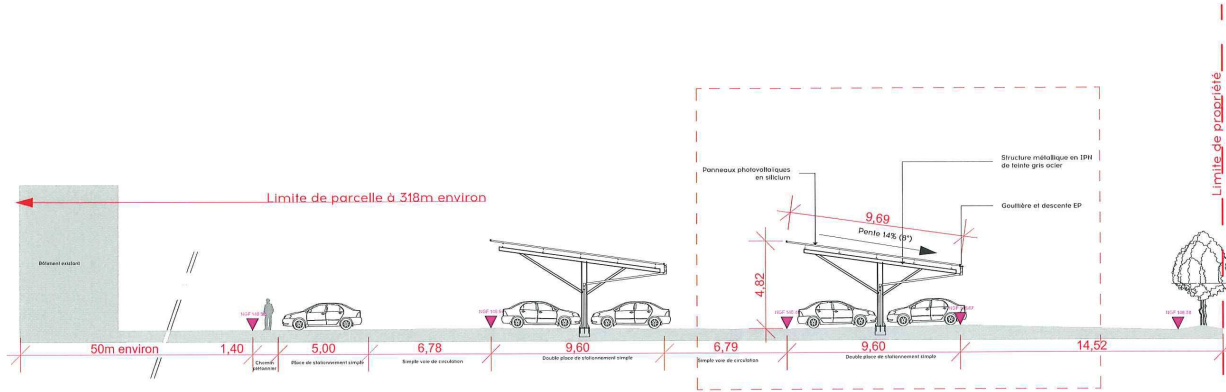 Limite de propriété
Panneaux photovoltaïques
en silicium
Structure métallique en IPN
de teinte gris acier
Limite de parcelle à 318m environ
9,69
Gouttière et descente EP
Pente 14% (8°)
Bâtiment existant
4,82
50m environ
1,40
5,00
6,78
9,60
6,79
9,60
14,52
Chemin
piétonnier
Place de stationnement simple
Simple voie de circulation
Double place de stationnement simple
Simple voie de circulation
Double place de stationnement simple